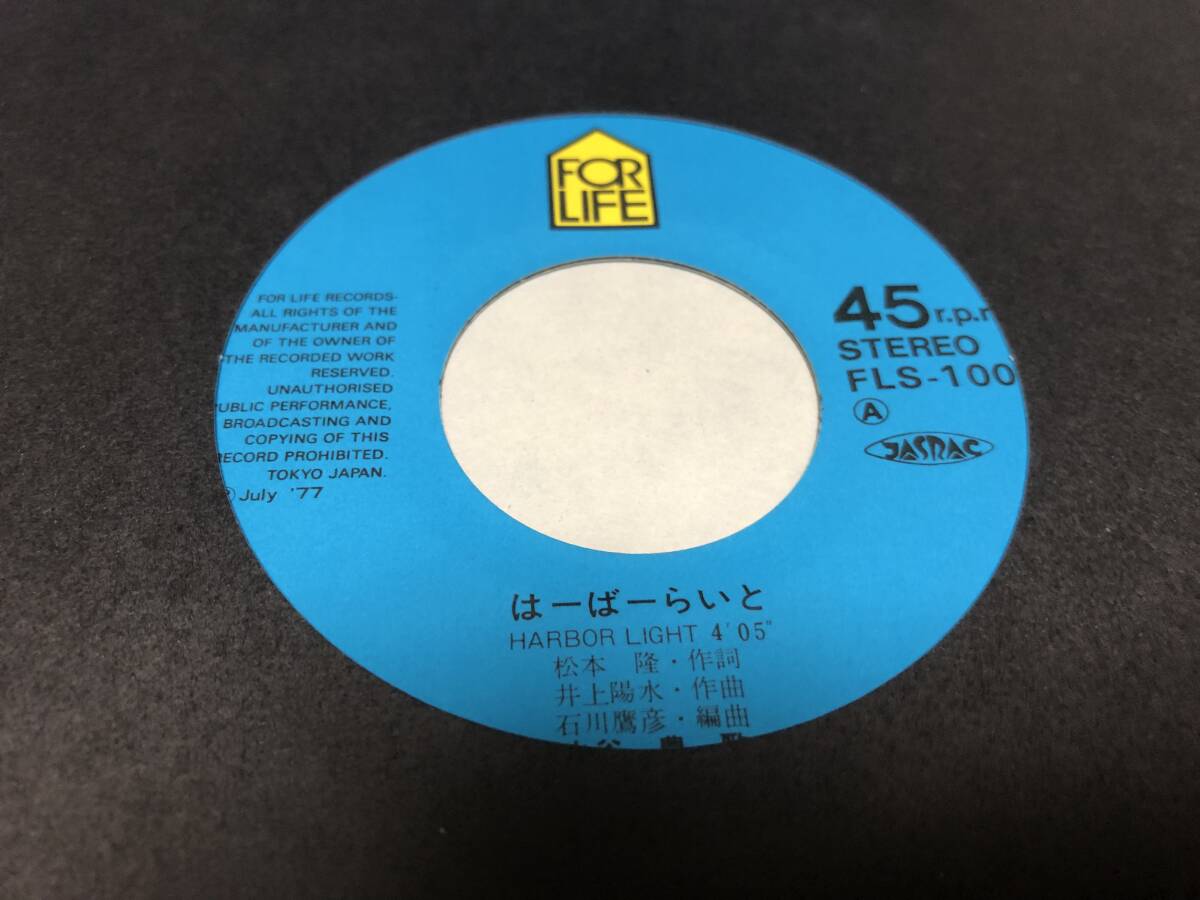 FOR
LIFE
FOR LIFE RECORDS-
ALL RIGHTS OF THE
MANUFACTURER AND
OF THE OWNER OF
THE RECORDED WORK
RESERVED.
UNAUTHORISED
PUBLIC PERFORMANCE,
BROADCASTING AND
COPYING OF THIS
RECORD PROHIBITED.
TOKYO JAPAN.
Ⓟ July '77
45 r.p.m
STEREO
FLS-100
Ⓐ
JASRAC
はーばーらいと
HARBOR LIGHT 4'05"
松本 隆・作詞
井上陽水・作曲
石川鷹彦・編曲